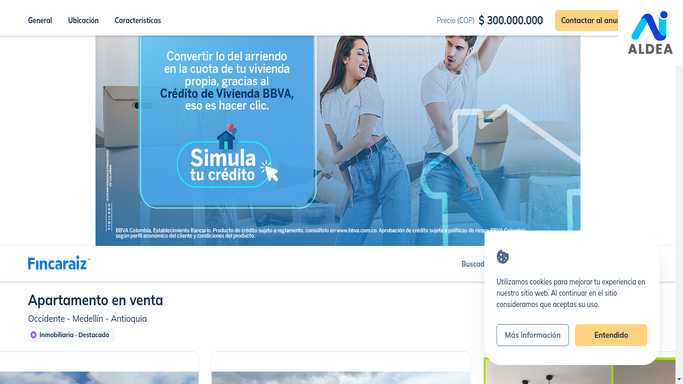 General Ubicación Características Precio (COP) $ 300.000.000 Contactar al
ALDEA
Convertir lo del arriendo
en la cuota de tu vivienda
propia, gracias al
Crédito de Vivienda BBVA,
eso es hacer clic.
Simula
tu crédito
BBVA Colombia, Establecimiento Bancario. Producto de crédito sujeto a reglamento, consúltelo en www.bbva.com.co. Aprobación de crédito sujeta a políticas de riesgo BBVA Colombia
según perfil económico del cliente y condiciones del producto.
Fincaraiz
Apartamento en venta
Occidente - Medellín - Antioquia
Inmobiliaria - Destacado
Utilizamos cookies para mejorar tu experiencia en
nuestro sitio web. Al continuar en el sitio
consideramos que aceptas su uso.
Más información Entendido